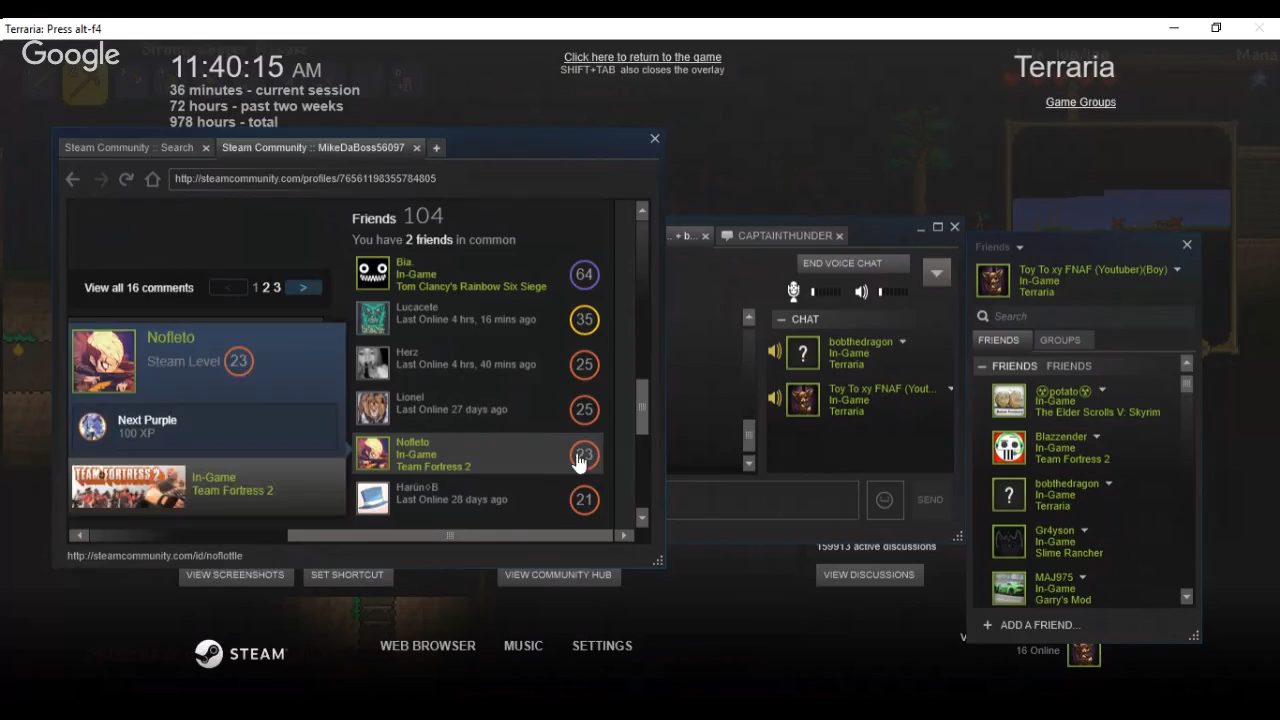 Terraria: Press alt-f4
Google
11:40:15 AM
36 minutes - current session
72 hours - past two weeks
978 hours - total
Click here to return to the game
SHIFT+TAB also closes the overlay
Terraria
Game Groups
Steam Community :: Search
Steam Community :: MikeDaBoss56097
http://steamcommunity.com/profiles/76561198355784805
Friends 104
You have 2 friends in common
View all 16 comments
< 1 2 3 >
Bia.
In-Game
Tom Clancy's Rainbow Six Siege
64
Lucacete
Last Online 4 hrs, 16 mins ago
35
Herz
Last Online 4 hrs, 40 mins ago
25
Lionel
Last Online 27 days ago
25
Nofleto
In-Game
Team Fortress 2
23
Harün◊B
Last Online 28 days ago
21
Nofleto
Steam Level 23
Next Purple
100 XP
TEAM FORTRESS 2
In-Game
Team Fortress 2
http://steamcommunity.com/id/noflottle
.. + b...
CAPTAINTHUNDER
END VOICE CHAT
CHAT
bobthedragon
In-Game
Terraria
Toy To xy FNAF (Yout...
In-Game
Terraria
SEND
Friends
Toy To xy FNAF (Youtuber)(Boy)
In-Game
Terraria
Search
FRIENDS
GROUPS
FRIENDS FRIENDS
☢potato☢
In-Game
The Elder Scrolls V: Skyrim
Blazzender
In-Game
Team Fortress 2
bobthedragon
In-Game
Terraria
Gr4yson
In-Game
Slime Rancher
MAJ975
In-Game
Garry's Mod
+ ADD A FRIEND...
159913 active discussions
VIEW SCREENSHOTS
SET SHORTCUT
VIEW COMMUNITY HUB
VIEW DISCUSSIONS
STEAM
WEB BROWSER
MUSIC
SETTINGS
16 Online